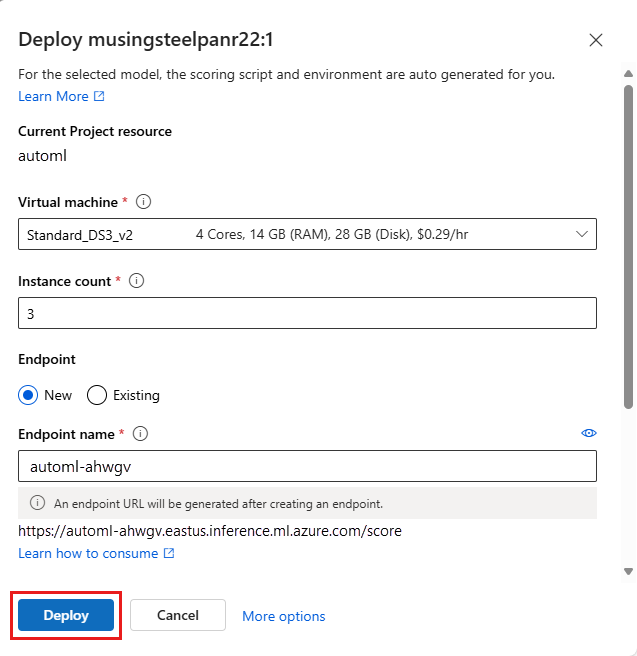 Deploy musingsteelpanr22:1
For the selected model, the scoring script and environment are auto generated for you.
Learn More
Current Project resource
automl
Virtual machine *
Standard_DS3_v2 4 Cores, 14 GB (RAM), 28 GB (Disk), $0.29/hr
Instance count *
3
Endpoint
New Existing
Endpoint name *
automl-ahwgv
An endpoint URL will be generated after creating an endpoint.
https://automl-ahwgv.eastus.inference.ml.azure.com/score
Learn how to consume
Deploy Cancel More options